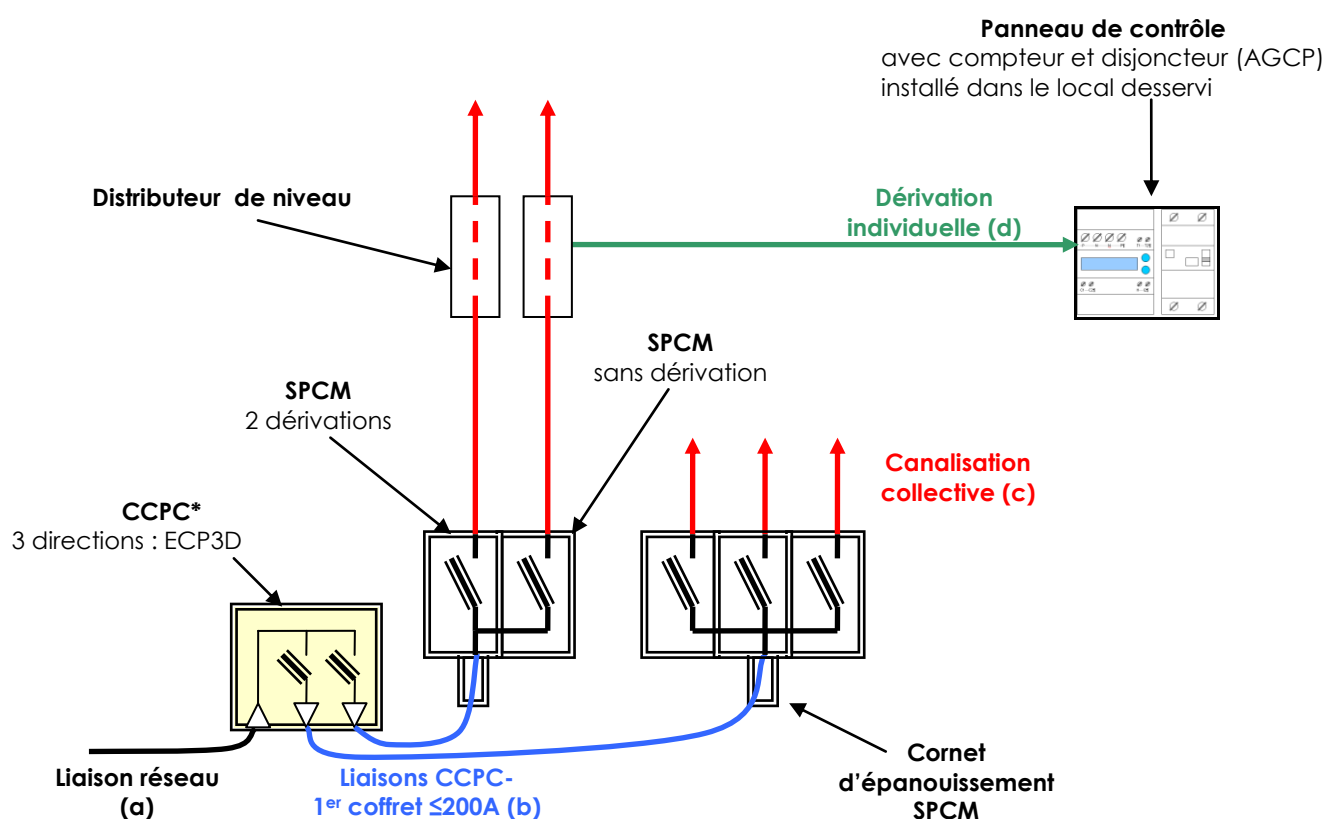 Panneau de contrôle
avec compteur et disjoncteur (AGCP)
installé dans le local desservi
Distributeur de niveau
Dérivation
individuelle (d)
SPCM
sans dérivation
SPCM
2 dérivations
Canalisation
collective (c)
CCPC*
3 directions : ECP3D
Liaison réseau
(a)
Liaisons CCPC-
1er coffret ≤200A (b)
Cornet
d'épanouissement
SPCM